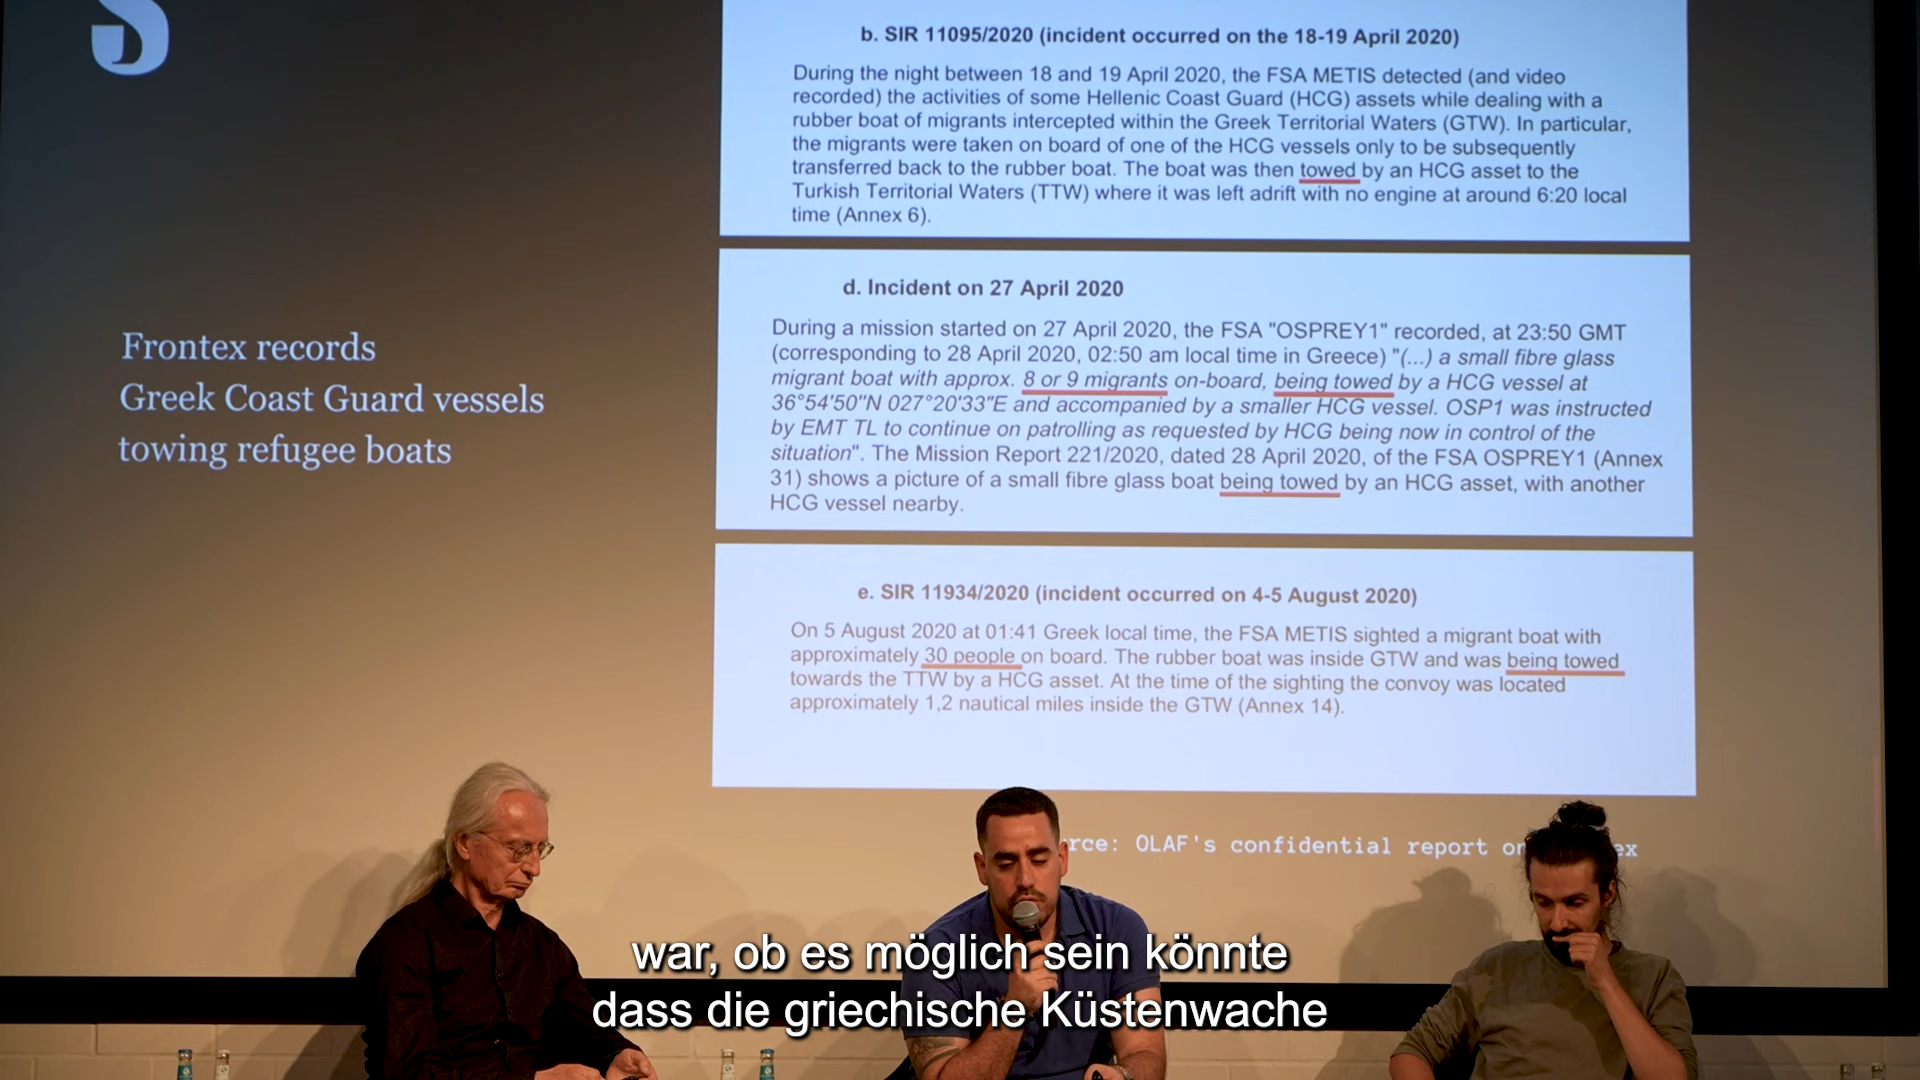 S
b. SIR 11095/2020 (incident occurred on the 18-19 April 2020)
During the night between 18 and 19 April 2020, the FSA METIS detected (and video
recorded) the activities of some Hellenic Coast Guard (HCG) assets while dealing with a
rubber boat of migrants intercepted within the Greek Territorial Waters (GTW). In particular,
the migrants were taken on board of one of the HCG vessels only to be subsequently
transferred back to the rubber boat. The boat was then towed by an HCG asset to the
Turkish Territorial Waters (TTW) where it was left adrift with no engine at around 6:20 local
time (Annex 6).
Frontex records
Greek Coast Guard vessels
towing refugee boats
d. Incident on 27 April 2020
During a mission started on 27 April 2020, the FSA "OSPREY1" recorded, at 23:50 GMT
(corresponding to 28 April 2020, 02:50 am local time in Greece) "(...) a small fibre glass
migrant boat with approx. 8 or 9 migrants on-board, being towed by a HCG vessel at
36°54'50"N 027°20'33"E and accompanied by a smaller HCG vessel. OSP1 was instructed
by EMT TL to continue on patrolling as requested by HCG being now in control of the
situation". The Mission Report 221/2020, dated 28 April 2020, of the FSA OSPREY1 (Annex
31) shows a picture of a small fibre glass boat being towed by an HCG asset, with another
HCG vessel nearby.
e. SIR 11934/2020 (incident occurred on 4-5 August 2020)
On 5 August 2020 at 01:41 Greek local time, the FSA METIS sighted a migrant boat with
approximately 30 people on board. The rubber boat was inside GTW and was being towed
towards the TTW by a HCG asset. At the time of the sighting the convoy was located
approximately 1,2 nautical miles inside the GTW (Annex 14).
OLAF's confidential report
war, ob es möglich sein könnte
dass die griechische Küstenwache